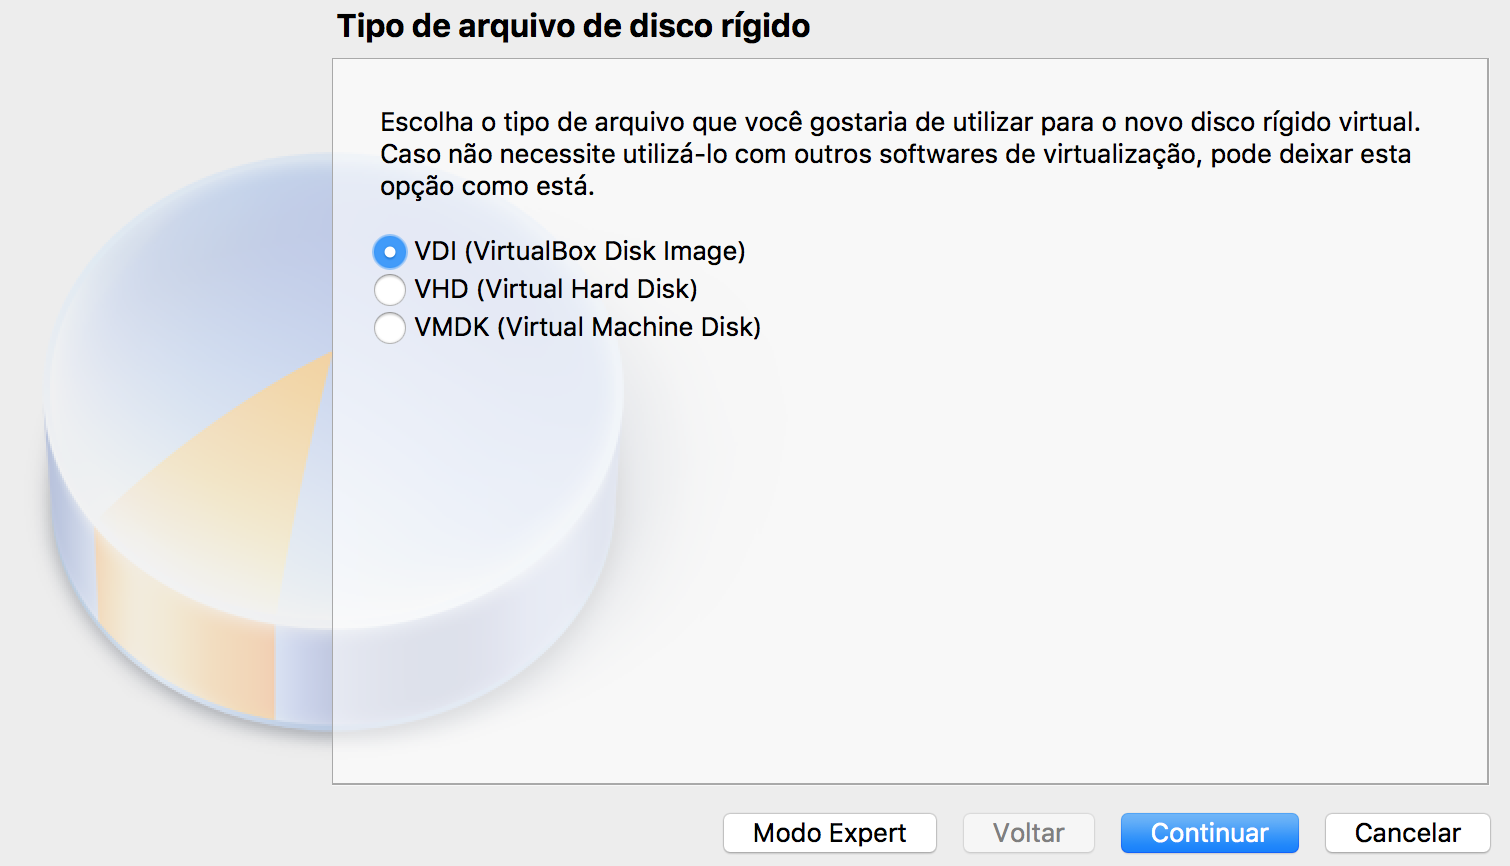 Tipo de arquivo de disco rígido
Escolha o tipo de arquivo que você gostaria de utilizar para o novo disco rígido virtual.
Caso não necessite utilizá-lo com outros softwares de virtualização, pode deixar esta
opção como está.
VDI (VirtualBox Disk Image)
VHD (Virtual Hard Disk)
VMDK (Virtual Machine Disk)
Modo Expert
Voltar
Continuar
Cancelar